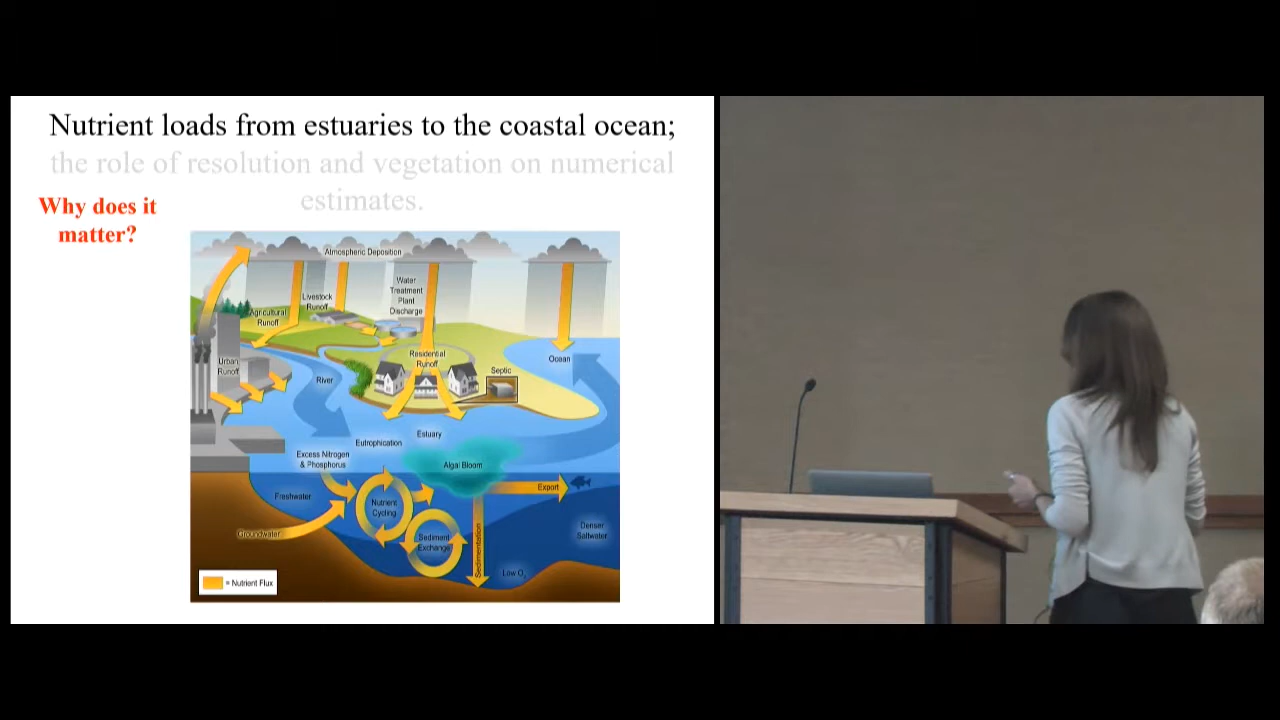 Nutrient loads from estuaries to the coastal ocean;
the role of resolution and vegetation on numerical
estimates.
Why does it
matter?
Atmospheric Deposition
Water
Treatment
Plant
Discharge
Livestock
Runoff
Agricultural
Runoff
Residential
Runoff
Ocean
Urban
Runoff
Septic
River
Estuary
Eutrophication
Excess Nitrogen
& Phosphorus
Algal Bloom
Export
Freshwater
Nutrient
Cycling
Groundwater
Sediment
Exchange
Sedimentation
Denser
Saltwater
Low O2
= Nutrient Flux